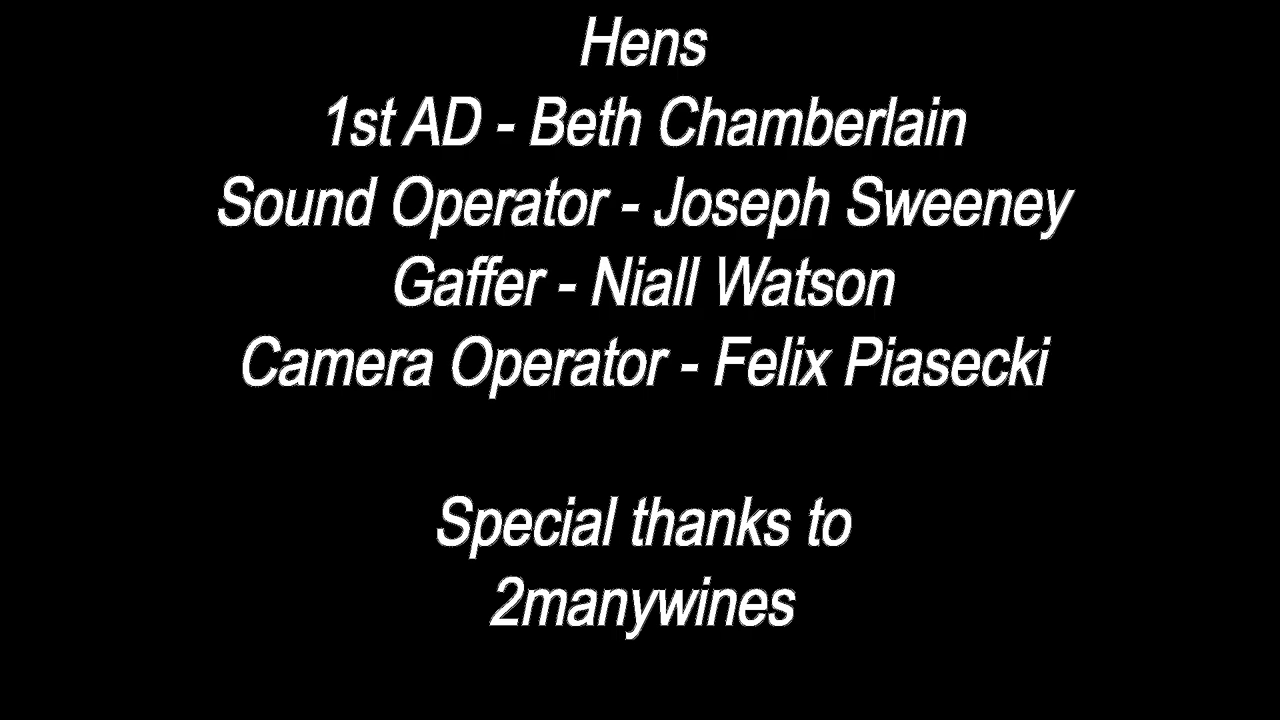 Hens
1st AD - Beth Chamberlain
Sound Operator - Joseph Sweeney
Gaffer - Niall Watson
Camera Operator - Felix Piasecki
Special thanks to
2manywines